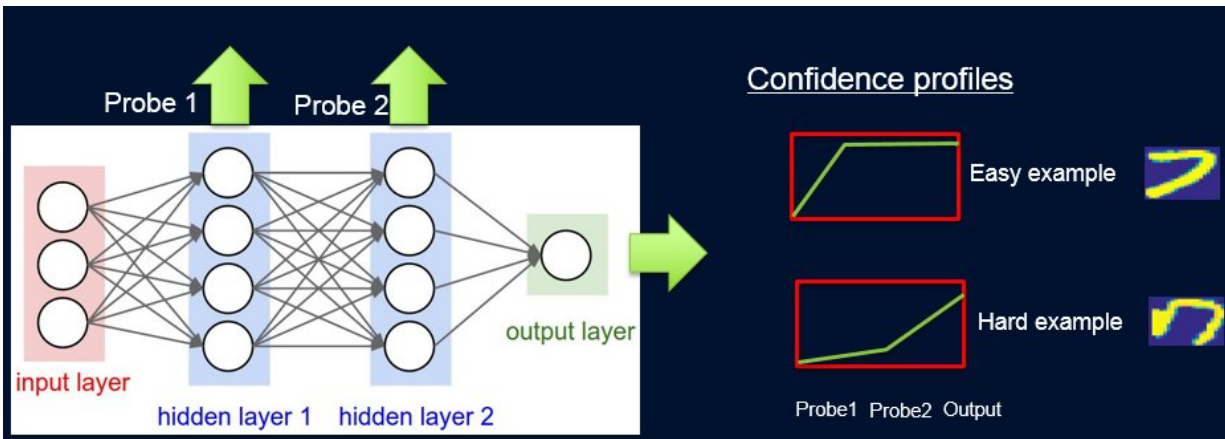 Probe 1
Probe 2
input layer
hidden layer 1
hidden layer 2
output layer
Confidence profiles
Easy example
Hard example
Probe1 Probe2 Output